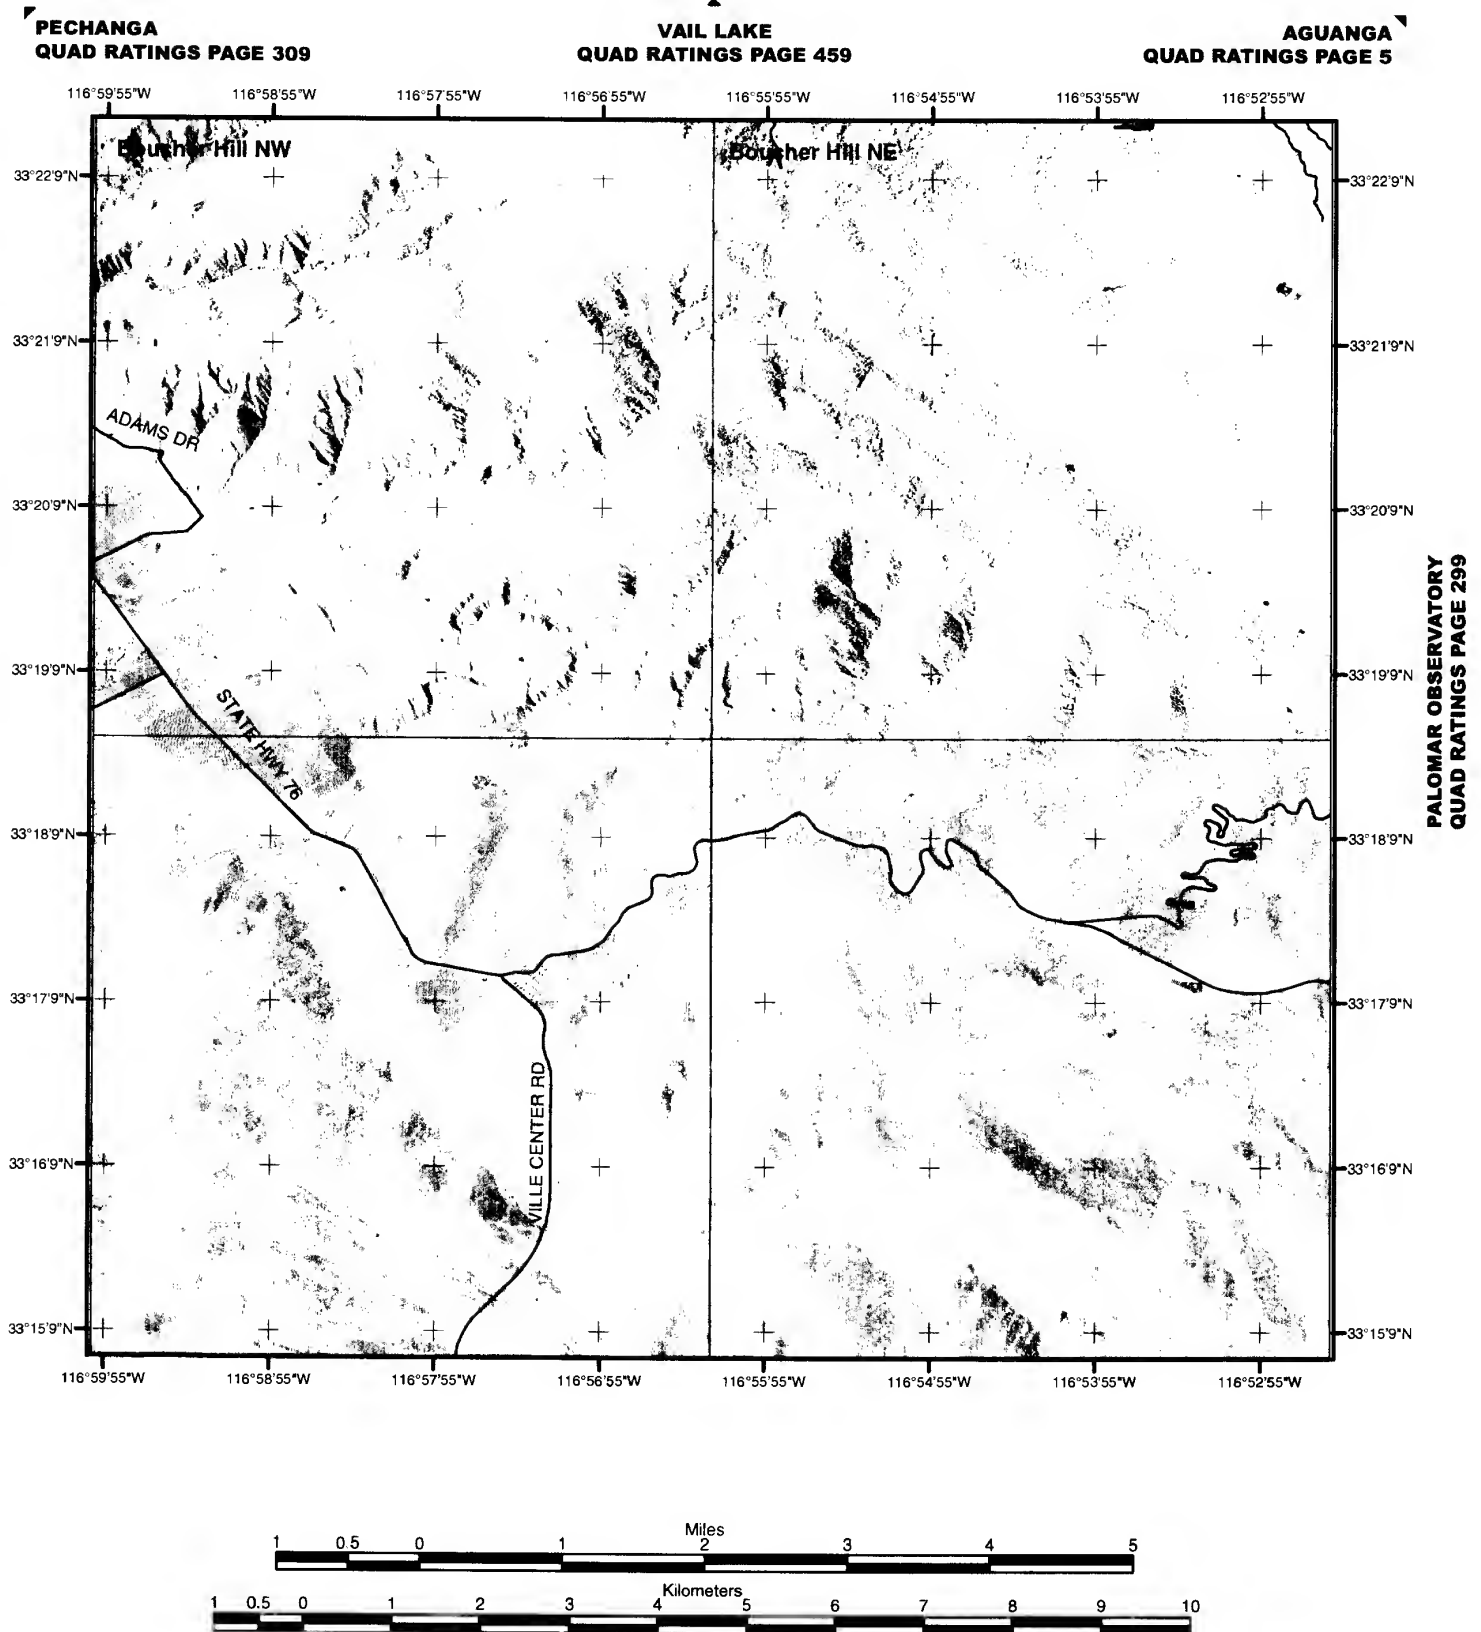 PECHANGA
QUAD RATINGS PAGE 309
VAIL LAKE
QUAD RATINGS PAGE 459
AGUANGA
QUAD RATINGS PAGE 5
116°59'55"W 116°58'55"W 116°57'55"W 116°56'55"W 116°55'55"W 116°54'55"W 116°53'55"W 116°52'55"W
Boucher Hill NW
Boucher Hill NE
33°22'9"N 33°22'9"N
33°21'9"N 33°21'9"N
ADAMS DR
33°20'9"N 33°20'9"N
PALOMAR OBSERVATORY
QUAD RATINGS PAGE 299
33°19'9"N 33°19'9"N
STATE HWY 76
33°18'9"N 33°18'9"N
33°17'9"N 33°17'9"N
VILLE CENTER RD
33°16'9"N 33°16'9"N
33°15'9"N 33°15'9"N
116°59'55"W 116°58'55"W 116°57'55"W 116°56'55"W 116°55'55"W 116°54'55"W 116°53'55"W 116°52'55"W
Miles
1 0.5 0 1 2 3 4 5
Kilometers
1 0.5 0 1 2 3 4 5 6 7 8 9 10